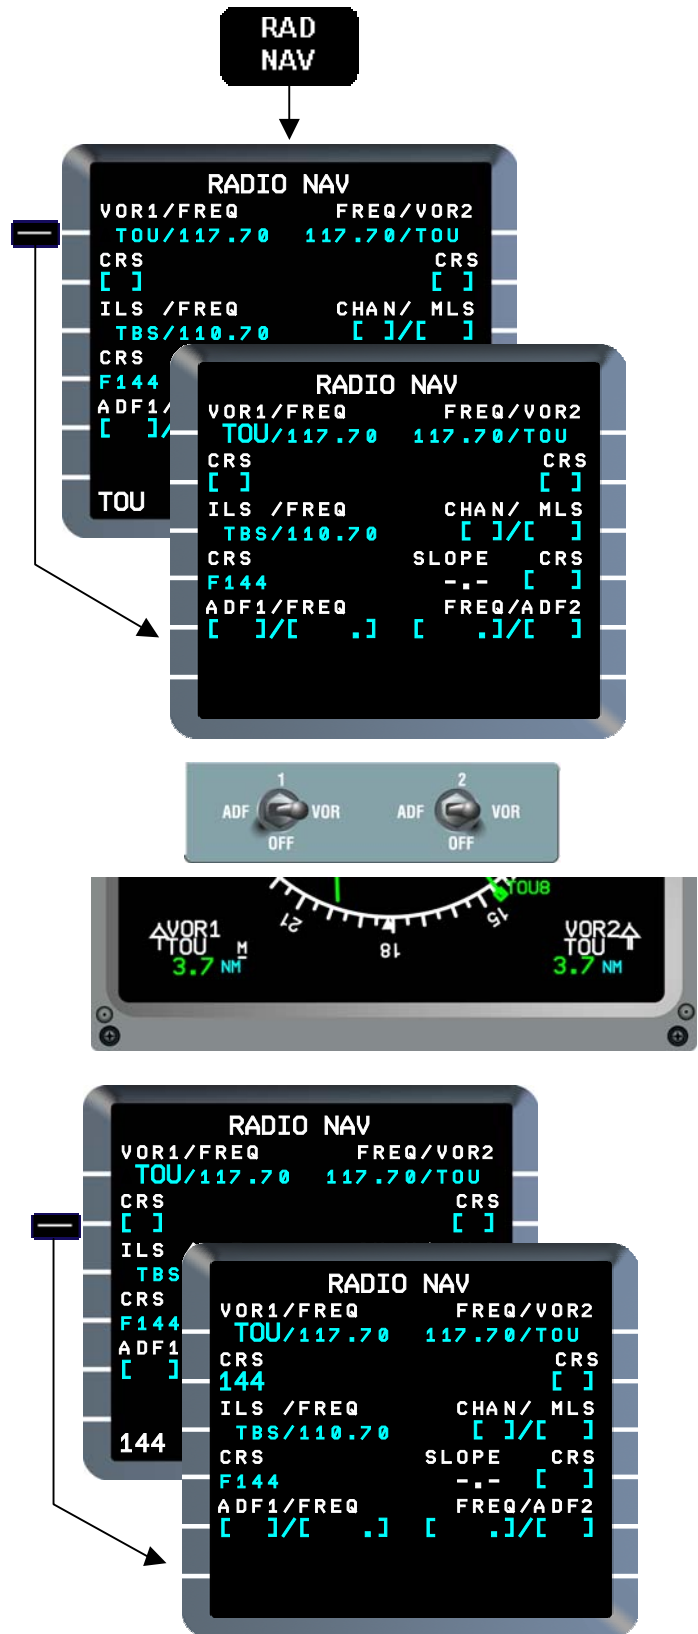 RAD
NAV
RADIO NAV
VOR1/FREQ FREQ/VOR2
TOU/117.70 117.70/TOU
CRS CRS
[ ] [ ]
ILS /FREQ CHAN/ MLS
TBS/110.70 [ ]/[ ]
CRS
F144
ADF1/
[ ]/
TOU
RADIO NAV
VOR1/FREQ FREQ/VOR2
TOU/117.70 117.70/TOU
CRS CRS
[ ] [ ]
ILS /FREQ CHAN/ MLS
TBS/110.70 [ ]/[ ]
CRS SLOPE CRS
F144 -.- [ ]
ADF1/FREQ FREQ/ADF2
[ ]/[ .] [ .]/[ ]
1 2
ADF VOR ADF VOR
OFF OFF
TOU8
21 18 15
VOR1 VOR2
TOU M TOU
3.7 NM 3.7 NM
RADIO NAV
VOR1/FREQ FREQ/VOR2
TOU/117.70 117.70/TOU
CRS CRS
[ ] [ ]
ILS
TBS
CRS
F144
ADF1
[ ]
144
RADIO NAV
VOR1/FREQ FREQ/VOR2
TOU/117.70 117.70/TOU
CRS CRS
144 [ ]
ILS /FREQ CHAN/ MLS
TBS/110.70 [ ]/[ ]
CRS SLOPE CRS
F144 -.- [ ]
ADF1/FREQ FREQ/ADF2
[ ]/[ .] [ .]/[ ]